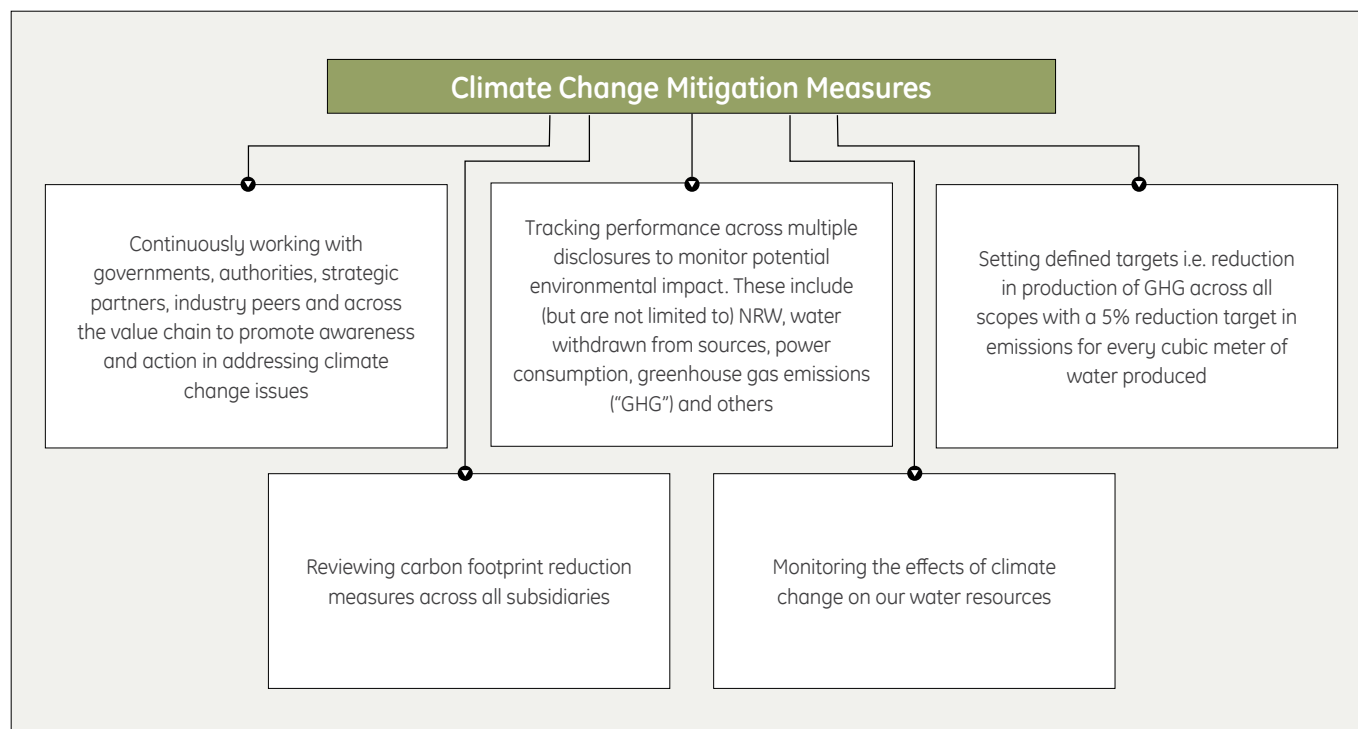 Climate Change Mitigation Measures
Continuously working with
governments, authorities, strategic
partners, industry peers and across
the value chain to promote awareness
and action in addressing climate
change issues
Tracking performance across multiple
disclosures to monitor potential
environmental impact. These include
(but are not limited to) NRW, water
withdrawn from sources, power
consumption, greenhouse gas emissions
(“GHG”) and others
Setting defined targets i.e. reduction
in production of GHG across all
scopes with a 5% reduction target in
emissions for every cubic meter of
water produced
Reviewing carbon footprint reduction
measures across all subsidiaries
Monitoring the effects of climate
change on our water resources